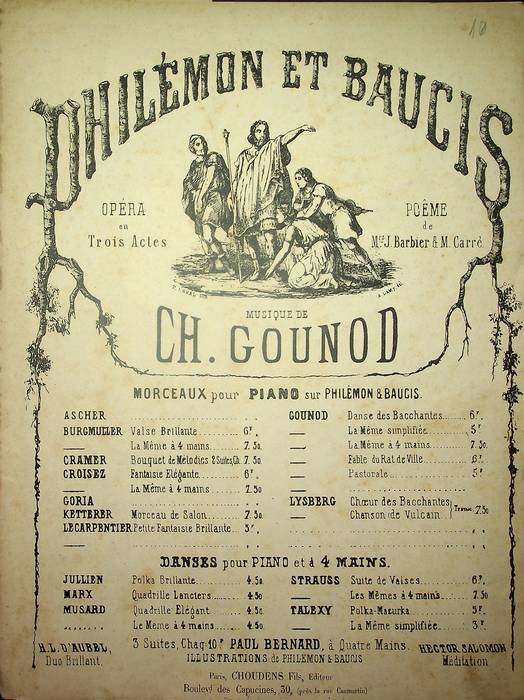 10
PHILÉMON ET BAUCIS
OPÉRA
en
Trois Actes
POÊME
de
Mrs J. Barbier & M. Carré
MUSIQUE DE
CH. GOUNOD
MORCEAUX pour PIANO sur PHILÉMON & BAUCIS.
ASCHER
BURGMULLER Valse Brillante 6f.
La Même à 4 mains 7.50
CRAMER Bouquet de Mélodies 2 Suites, Ch. 7.50
CROISEZ Fantaisie Elégante 6f.
La Même à 4 mains 7.50
GORIA
KETTERER Morceau de Salon 7.50
LECARPENTIER Petite Fantaisie Brillante 5f.
GOUNOD Danse des Bacchantes 6f.
La Même simplifiée 5f.
La Même à 4 mains 7.50
Fable du Rat de Ville 6f.
Pastorale 5f.
LYSBERG Chœur des Bacchantes
Chanson de Vulcain
Transc. 7.50
DANSES pour PIANO et à 4 MAINS.
JULLIEN Polka Brillante 4.50
MARX Quadrille Lanciers 4.50
MUSARD Quadrille Elégant 4.50
Le Même à 4 mains 4.50
STRAUSS Suite de Valses 6f.
Les Mêmes à 4 mains 7.50
TALEXY Polka-Mazurka 5f.
La Même simplifiée 3f.
H.L. D'AUBEL,
Duo Brillant.
3 Suites, Chaq. 10f. PAUL BERNARD, à Quatre Mains.
ILLUSTRATIONS de PHILÉMON & BAUCIS
HECTOR SALOMON
Méditation
Paris, CHOUDENS Fils, Editeur
Boulevd. des Capucines, 30, (près la rue Caumartin)